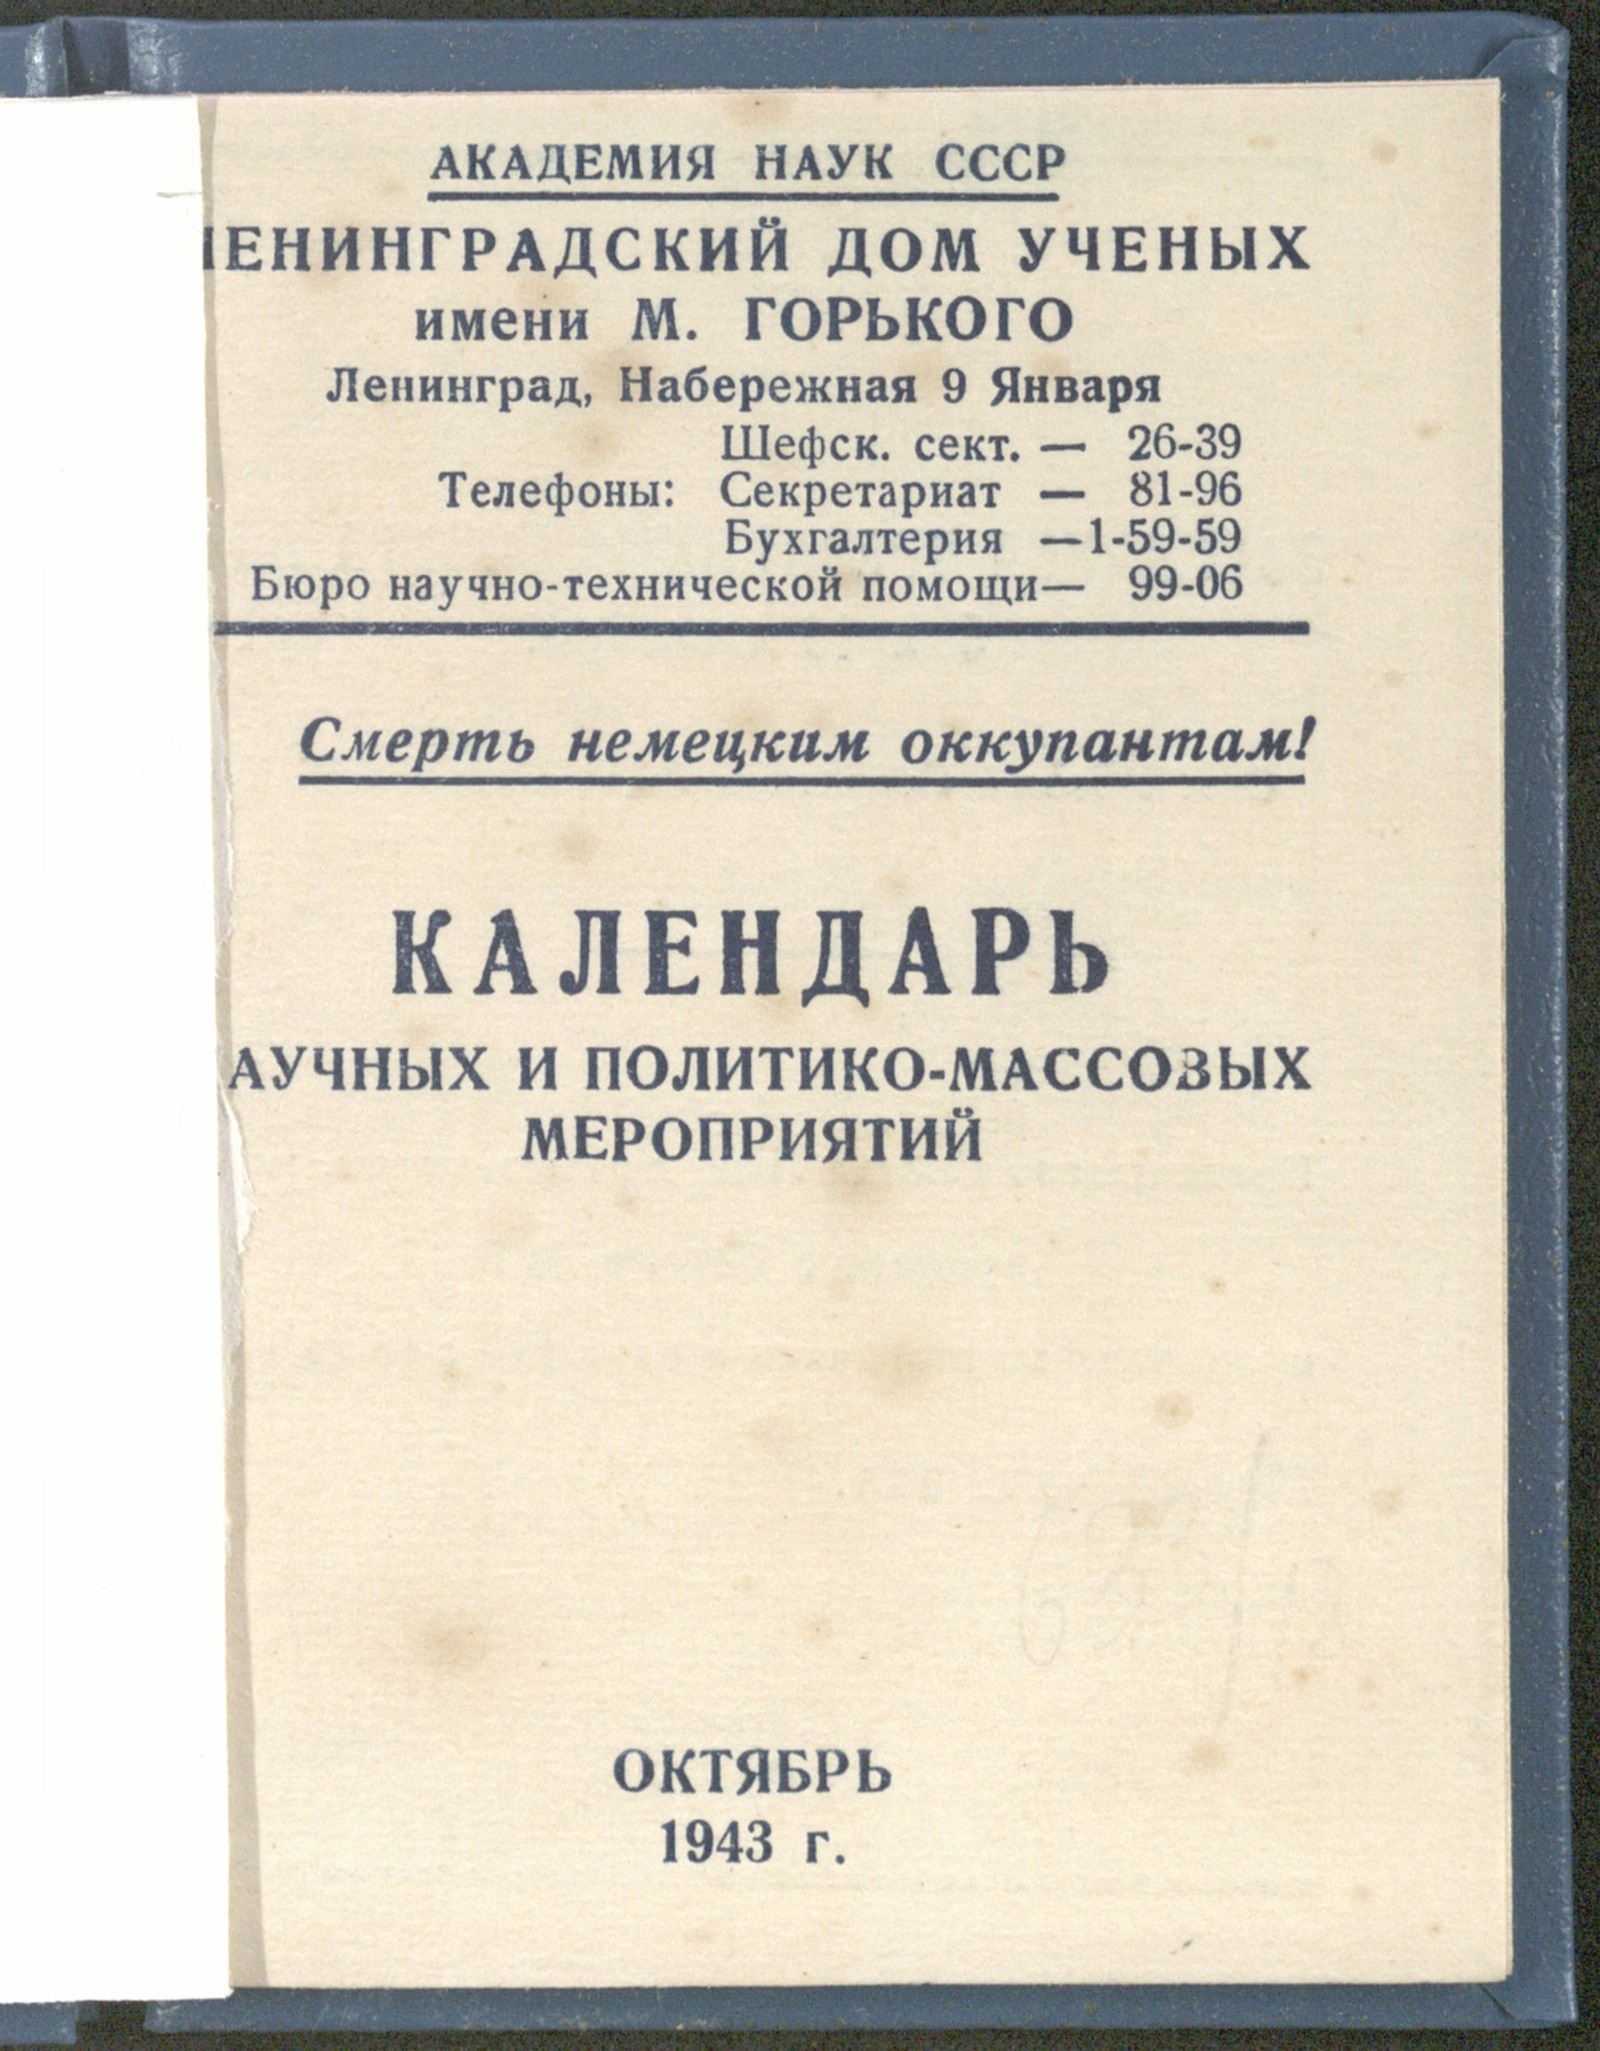 АКАДЕМИЯ НАУК СССР
ЛЕНИНГРАДСКИЙ ДОМ УЧЕНЫХ
имени М. ГОРЬКОГО
Ленинград, Набережная 9 Января
Шефск. сект. — 26-39
Телефоны: Секретариат — 81-96
Бухгалтерия —1-59-59
Бюро научно-технической помощи— 99-06
Смерть немецким оккупантам!
КАЛЕНДАРЬ
АУЧНЫХ И ПОЛИТИКО-МАССОВЫХ
МЕРОПРИЯТИЙ
ОКТЯБРЬ
1943 г.